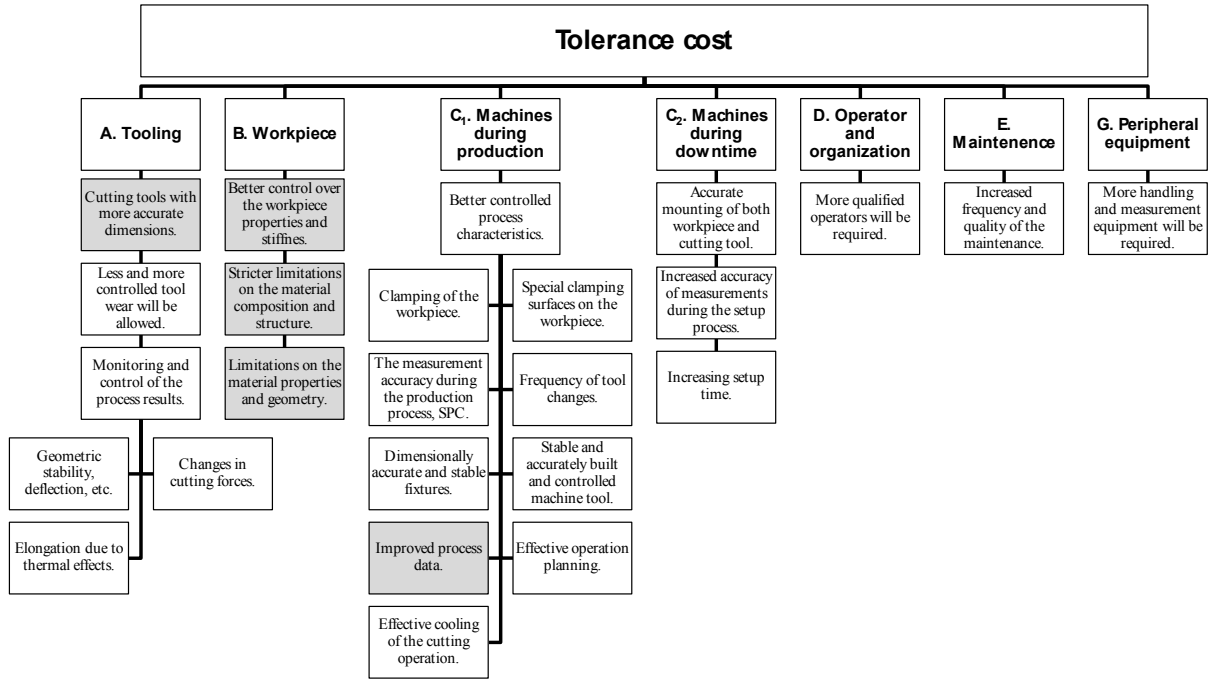 Tolerance cost
A. Tooling
Cutting tools with
more accurate
dimensions.
Less and more
controlled tool
wear will be
allowed.
Monitoring and
control of the
process results.
Geometric
stability,
deflection, etc.
Changes in
cutting forces.
Elongation due to
thermal effects.
B. Workpiece
Better control over
the workpiece
properties and
stiffnes.
Stricter limitations
on the material
composition and
structure.
Limitations on the
material properties
and geometry.
C₁. Machines
during
production
Better controlled
process
characteristics.
Clamping of the
workpiece.
Special clamping
surfaces on the
workpiece.
The measurement
accuracy during
the production
process, SPC.
Frequency of tool
changes.
Dimensionally
accurate and stable
fixtures.
Stable and
accurately built
and controlled
machine tool.
Improved process
data.
Effective operation
planning.
Effective cooling
of the cutting
operation.
C₂. Machines
during
downtime
Accurate
mounting of both
workpiece and
cutting tool.
Increased accuracy
of measurements
during the setup
process.
Increasing setup
time.
D. Operator
and
organization
More qualified
operators will be
required.
E.
Maintenence
Increased
frequency and
quality of the
maintenance.
G. Peripheral
equipment
More handling
and measurement
equipment will be
required.